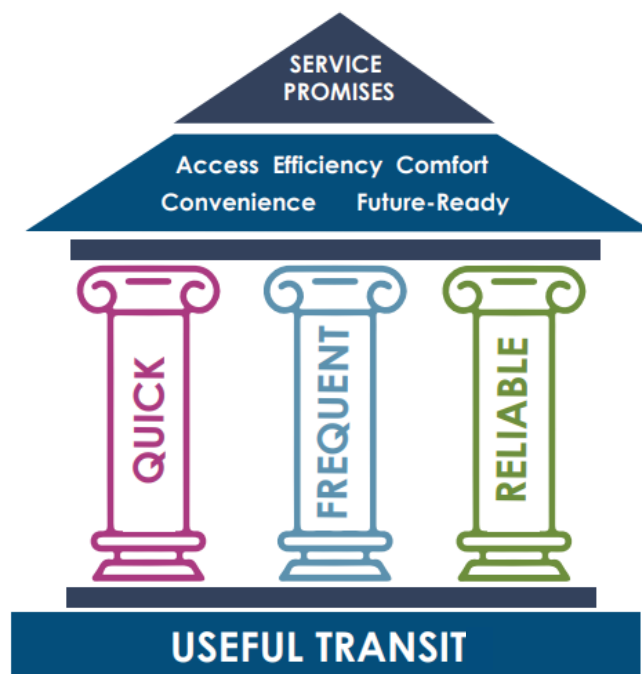 SERVICE
PROMISES
Access Efficiency Comfort
Convenience Future-Ready
QUICK
FREQUENT
RELIABLE
USEFUL TRANSIT